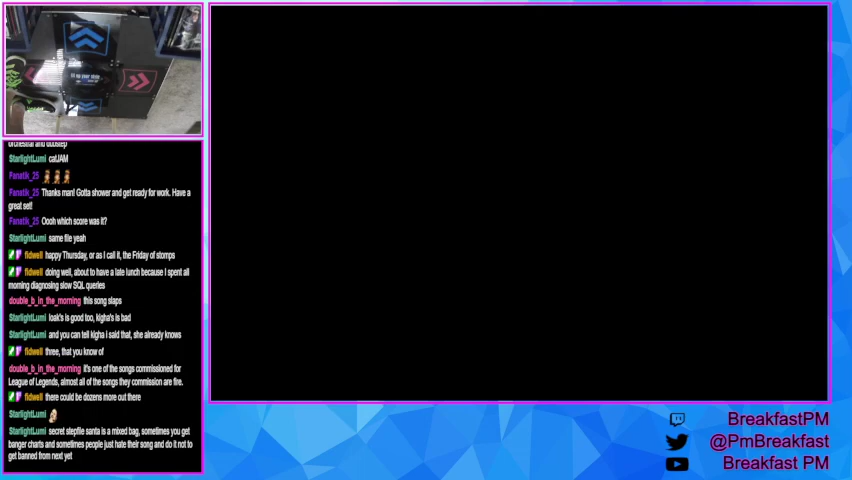 orchestral and dubstep
StarlightLumi catJAM
Fanatik_25
Fanatik_25 Thanks man! Gotta shower and get ready for work. Have a
great set!
Fanatik_25 Oooh which score was it?
StarlightLumi same file yeah
fidwell happy Thursday, or as I call it, the Friday of stomps
fidwell doing well, about to have a late lunch because I spent all
morning diagnosing slow SQL queries
double_b_in_the_morning this song slaps
StarlightLumi loak's is good too, kigha's is bad
StarlightLumi and you can tell kigha i said that, she already knows
fidwell three, that you know of
double_b_in_the_morning it's one of the songs commissioned for
League of Legends, almost all of the songs they commission are fire.
fidwell there could be dozens more out there
StarlightLumi
StarlightLumi secret stepfile santa is a mixed bag, sometimes you get
banger charts and sometimes people just hate their song and do it not to
get banned from next yet
BreakfastPM
@PmBreakfast
Breakfast PM